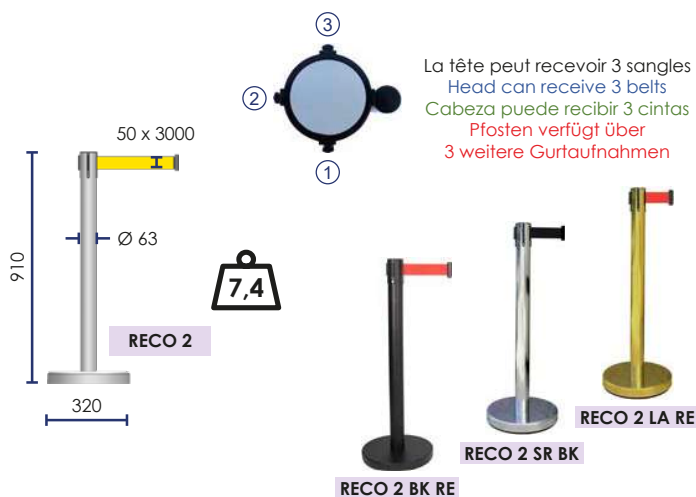 3
2
1
La tête peut recevoir 3 sangles
Head can receive 3 belts
Cabeza puede recibir 3 cintas
Pfosten verfügt über
3 weitere Gurtaufnahmen
50 x 3000
910
Ø 63
7,4
RECO 2
320
RECO 2 BK RE
RECO 2 SR BK
RECO 2 LA RE